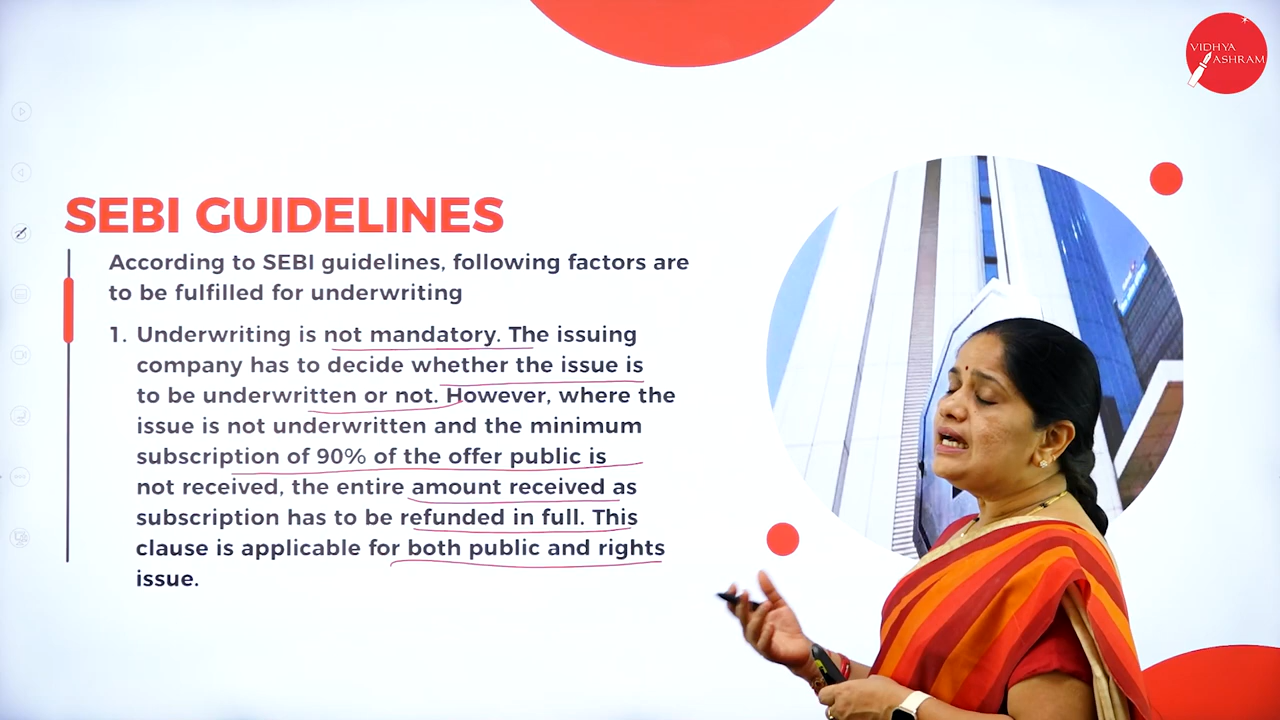 VIDHYA
ASHRAM
SEBI GUIDELINES
According to SEBI guidelines, following factors are
to be fulfilled for underwriting
1. Underwriting is not mandatory. The issuing
company has to decide whether the issue is
to be underwritten or not. However, where the
issue is not underwritten and the minimum
subscription of 90% of the offer public is
not received, the entire amount received as
subscription has to be refunded in full. This
clause is applicable for both public and rights
issue.